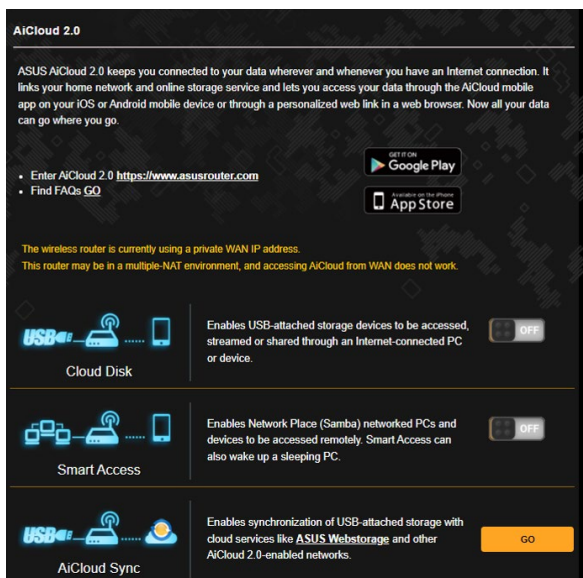 AiCloud 2.0
ASUS AiCloud 2.0 keeps you connected to your data wherever and whenever you have an Internet connection. It
links your home network and online storage service and lets you access your data through the AiCloud mobile
app on your iOS or Android mobile device or through a personalized web link in a web browser. Now all your data
can go where you go.
Enter AiCloud 2.0 https://www.asusrouter.com
Find FAQs GO
GET IT ON
Google Play
Available on the iPhone
App Store
The wireless router is currently using a private WAN IP address.
This router may be in a multiple-NAT environment, and accessing AiCloud from WAN does not work.
USB
Cloud Disk
Enables USB-attached storage devices to be accessed,
streamed or shared through an Internet-connected PC
or device.
OFF
Smart Access
Enables Network Place (Samba) networked PCs and
devices to be accessed remotely. Smart Access can
also wake up a sleeping PC.
OFF
USB
AiCloud Sync
Enables synchronization of USB-attached storage with
cloud services like ASUS Webstorage and other
AiCloud 2.0-enabled networks.
GO